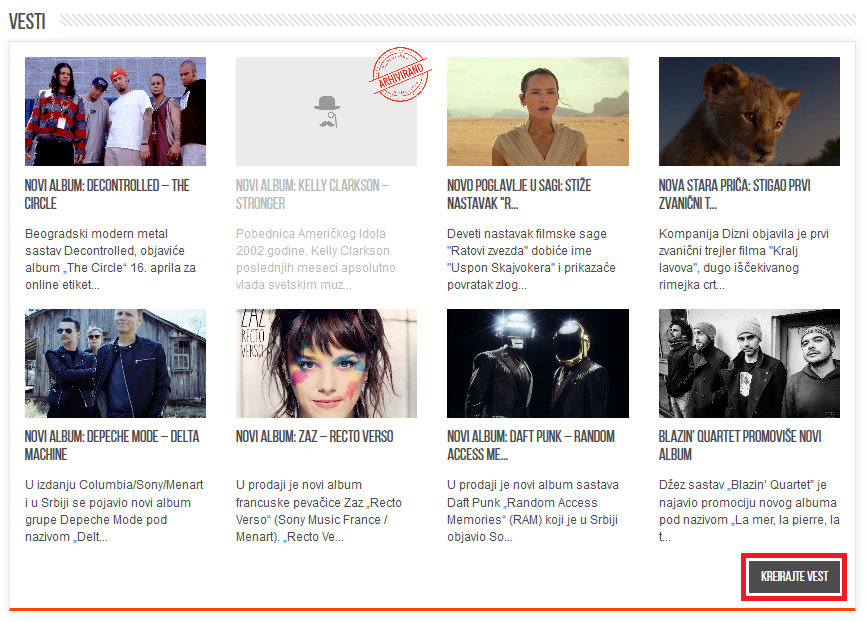 VESTI
ARHIVIRANO
NOVI ALBUM: DECONTROLLED – THE
CIRCLE
Beogradski modern metal
sastav Decontrolled, objaviće
album „The Circle“ 16. aprila za
online etiket...
NOVI ALBUM: KELLY CLARKSON –
STRONGER
Pobednica Američkog Idola
2002.godine, Kelly Clarkson
poslednjih meseci apsolutno
vlada svetskim muz...
NOVO POGLAVLJE U SAGI: STIŽE
NASTAVAK "R...
Deveti nastavak filmske sage
"Ratovi zvezda" dobiće ime
"Uspon Skajvokera" i prikazaće
povratak zlog...
NOVA STARA PRIČA: STIGAO PRVI
ZVANIČNI T...
Kompanija Dizni objavila je prvi
zvanični trejler filma "Kralj
lavova", dugo iščekivanog
rimejka crt...
NOVI ALBUM: DEPECHE MODE – DELTA
MACHINE
U izdanju Columbia/Sony/Menart
i u Srbiji se pojavio novi album
grupe Depeche Mode pod
nazivom „Delt...
ZAZ
RECTO
VERSO
NOVI ALBUM: ZAZ – RECTO VERSO
U prodaji je novi album
francuske pevačice Zaz „Recto
Verso“ (Sony Music France /
Menart). „Recto Ve...
NOVI ALBUM: DAFT PUNK – RANDOM
ACCESS ME...
U prodaji je novi album sastava
Daft Punk „Random Access
Memories“ (RAM) koji je u Srbiji
objavio So...
BLAZIN' QUARTET PROMOVIŠE NOVI
ALBUM
Džez sastav „Blazin’ Quartet” je
najavio promociju novog albuma
pod nazivom „La mer, la pierre, la
t...
KREIRAJTE VEST